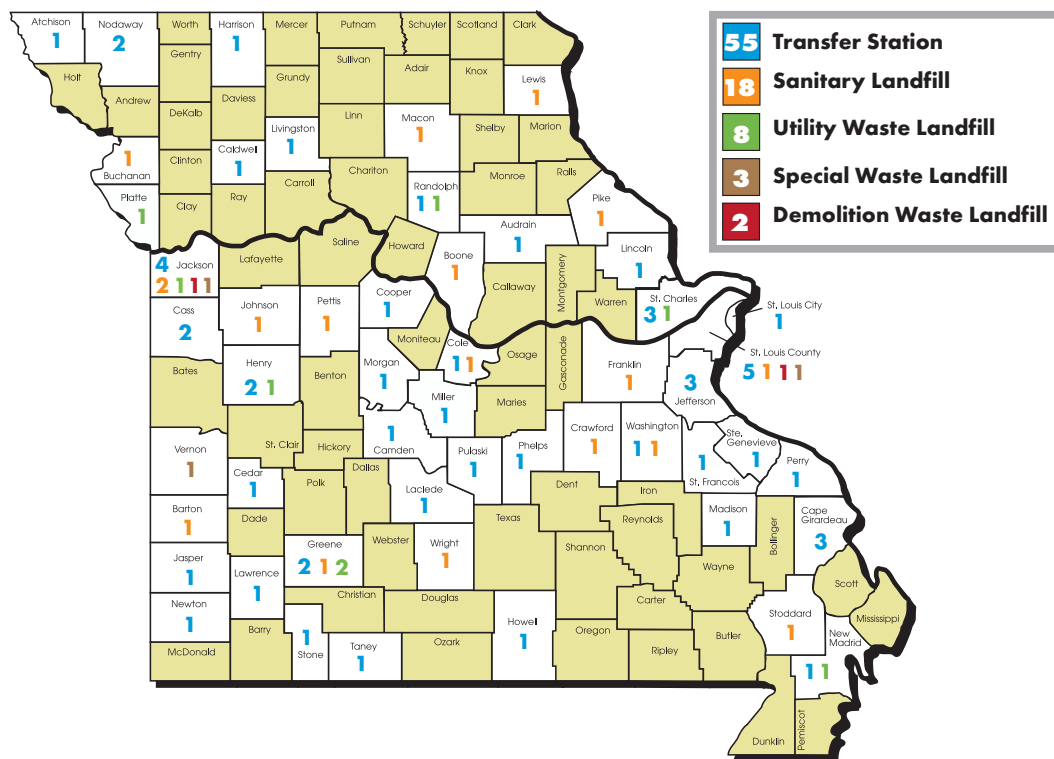 Atchison
1
Nodaway
2
Worth
Harrison
1
Mercer
Putnam
Schuyler
Scotland
Clark
Gentry
Sullivan
Adair
Knox
Holt
Andrew
DeKalb
Daviess
Grundy
Linn
Macon
1
Shelby
Marion
Lewis
1
Livingston
1
Caldwell
1
Clinton
1
Buchanan
Platte
1
Clay
Ray
Carroll
Chariton
Randolph
1 1
Monroe
Ralls
Pike
1
Audrain
1
Lincoln
1
4 Jackson
2 1 1 1
Lafayette
Saline
Howard
Boone
1
Callaway
Montgomery
Warren
St. Charles
3 1
St. Louis City
1
St. Louis County
5 1 1 1
Cass
2
Johnson
1
Pettis
1
Cooper
1
Moniteau
Cole
1 1
Osage
Gasconade
Franklin
1
3
Jefferson
Bates
Henry
2 1
Benton
Morgan
1
Miller
1
Maries
Crawford
1
Washington
1 1
Ste.
Genevieve
1
1
St. Francois
Perry
1
Vernon
1
St. Clair
Hickory
1
Camden
Pulaski
1
Phelps
1
Cedar
1
Polk
Dallas
Laclede
1
Dent
Iron
Madison
1
Bollinger
Cape
Girardeau
3
Barton
1
Dade
Greene
2 1 2
Webster
Wright
1
Texas
Reynolds
Shannon
Wayne
Scott
Mississippi
Jasper
1
Lawrence
1
Christian
Douglas
Carter
Stoddard
1
New
Madrid
1 1
Newton
1
Barry
1
Stone
Taney
1
Ozark
Howell
1
Oregon
Ripley
Butler
McDonald
Dunklin
Pemiscot
55 Transfer Station
18 Sanitary Landfill
8 Utility Waste Landfill
3 Special Waste Landfill
2 Demolition Waste Landfill